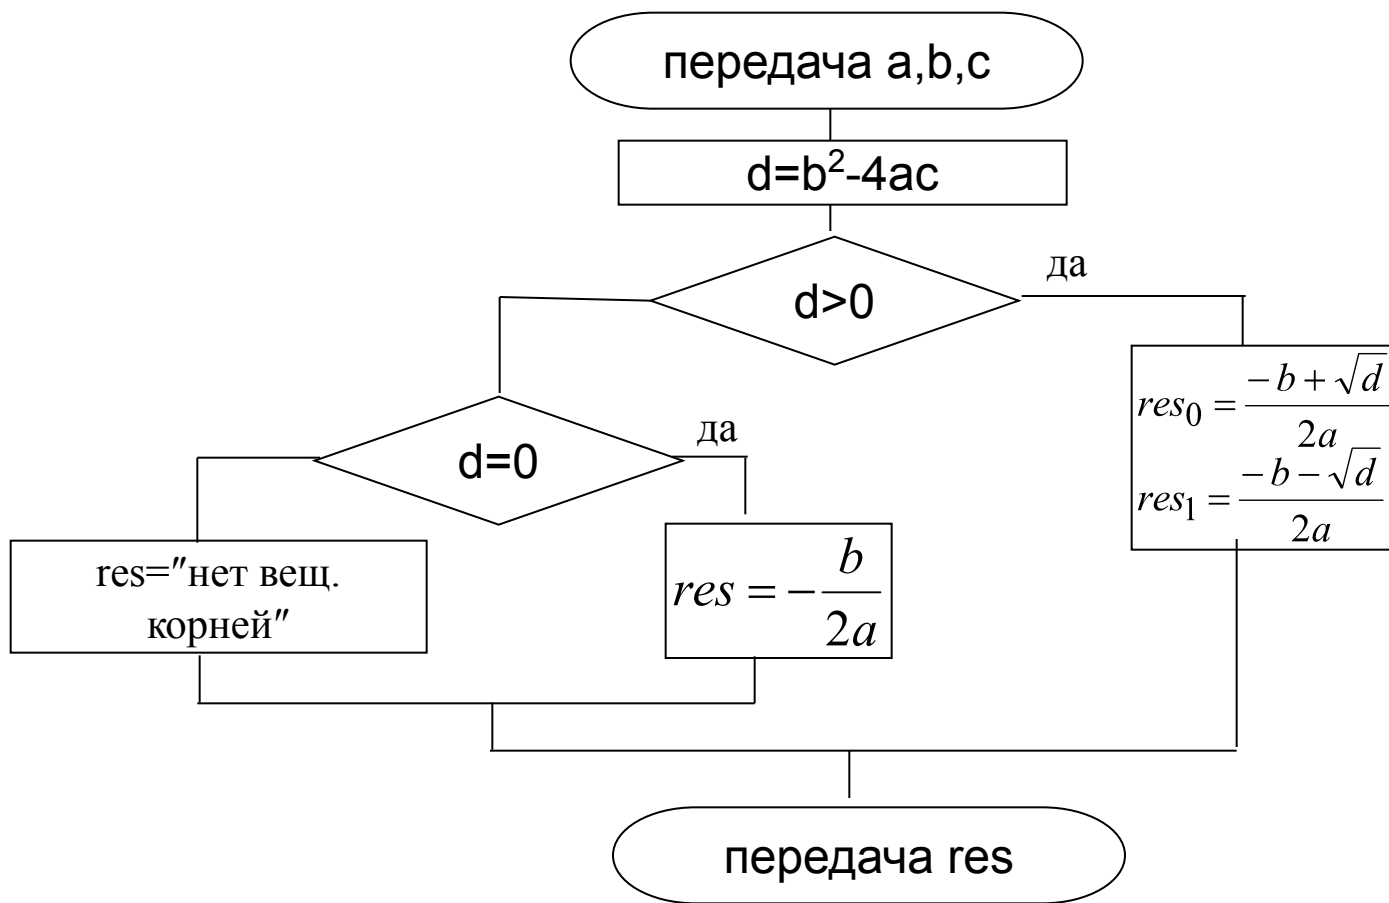 передача a,b,c
d=b²-4ac
d>0
да
res₀ = (-b + √d) / 2a
res₁ = (-b - √d) / 2a
d=0
да
res="нет вещ.
корней"
res = - b / 2a
передача res